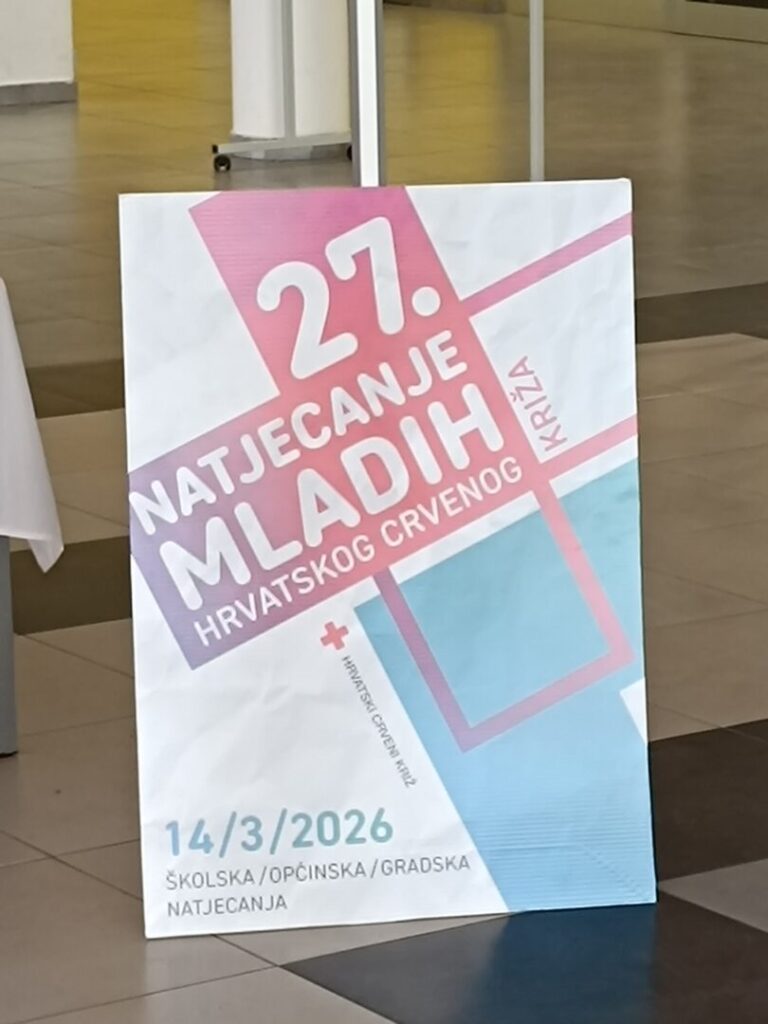 27.
NATJECANJE
MLADIH
HRVATSKOG CRVENOG
KRIŽA
HRVATSKI CRVENI KRIŽ
14/3/2026
ŠKOLSKA/OPĆINSKA/GRADSKA
NATJECANJA